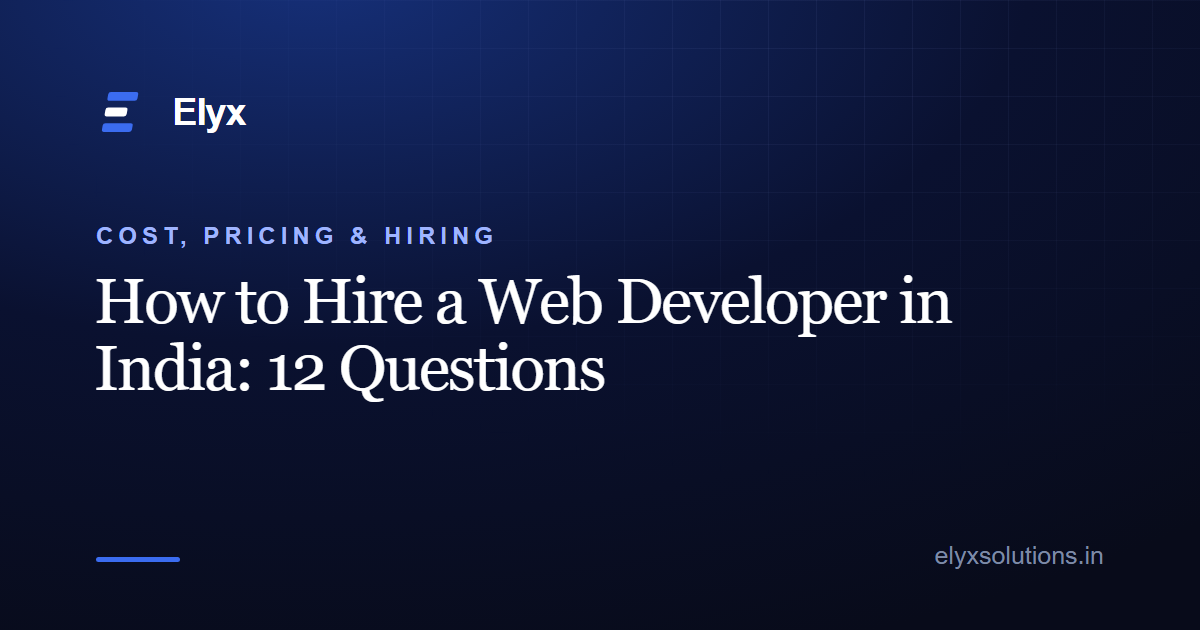 Elyx
COST, PRICING & HIRING
How to Hire a Web Developer in
India: 12 Questions
elyxsolutions.in